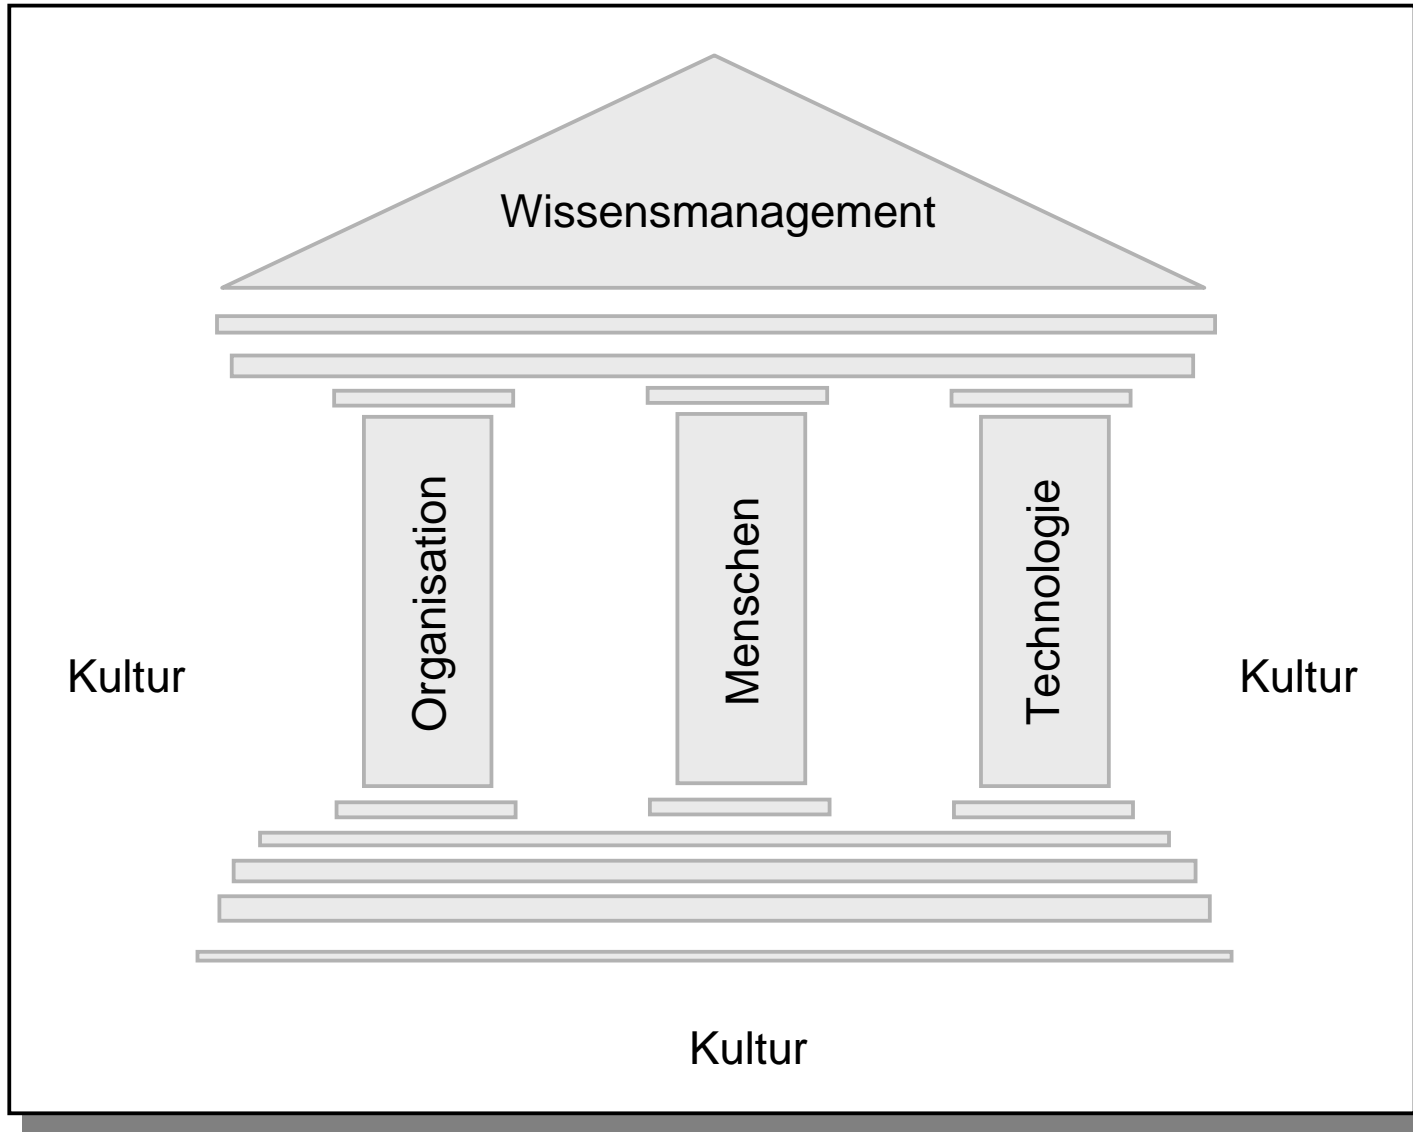 Wissensmanagement
Organisation
Menschen
Technologie
Kultur
Kultur
Kultur